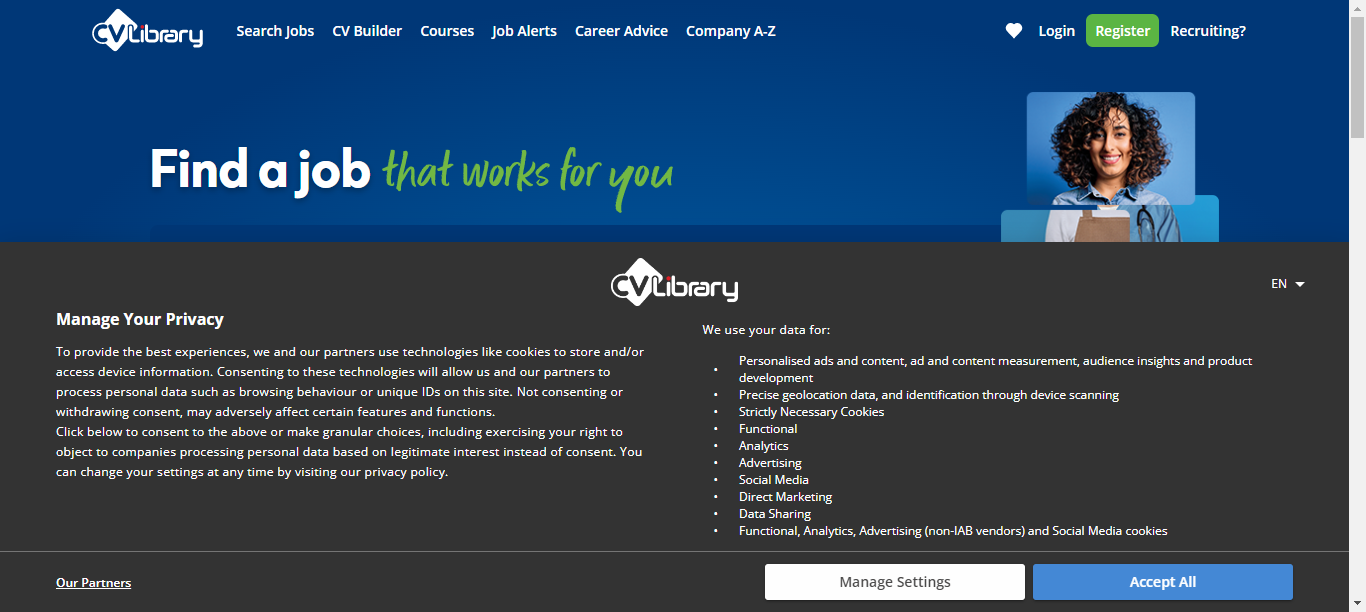 CVLibrary
Search Jobs
CV Builder
Courses
Job Alerts
Career Advice
Company A-Z
Login
Register
Recruiting?
Find a job that works for you
CVLibrary
EN
Manage Your Privacy
To provide the best experiences, we and our partners use technologies like cookies to store and/or
access device information. Consenting to these technologies will allow us and our partners to
process personal data such as browsing behaviour or unique IDs on this site. Not consenting or
withdrawing consent, may adversely affect certain features and functions.
Click below to consent to the above or make granular choices, including exercising your right to
object to companies processing personal data based on legitimate interest instead of consent. You
can change your settings at any time by visiting our privacy policy.
We use your data for:
• Personalised ads and content, ad and content measurement, audience insights and product
development
• Precise geolocation data, and identification through device scanning
• Strictly Necessary Cookies
• Functional
• Analytics
• Advertising
• Social Media
• Direct Marketing
• Data Sharing
• Functional, Analytics, Advertising (non-IAB vendors) and Social Media cookies
Our Partners
Manage Settings
Accept All